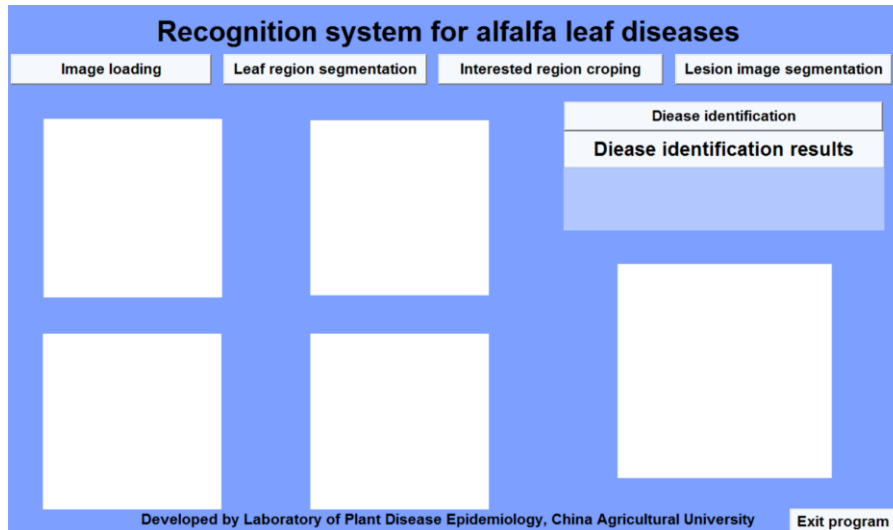 Recognition system for alfalfa leaf diseases
Image loading
Leaf region segmentation
Interested region croping
Lesion image segmentation
Diease identification
Diease identification results
Developed by Laboratory of Plant Disease Epidemiology, China Agricultural University
Exit program